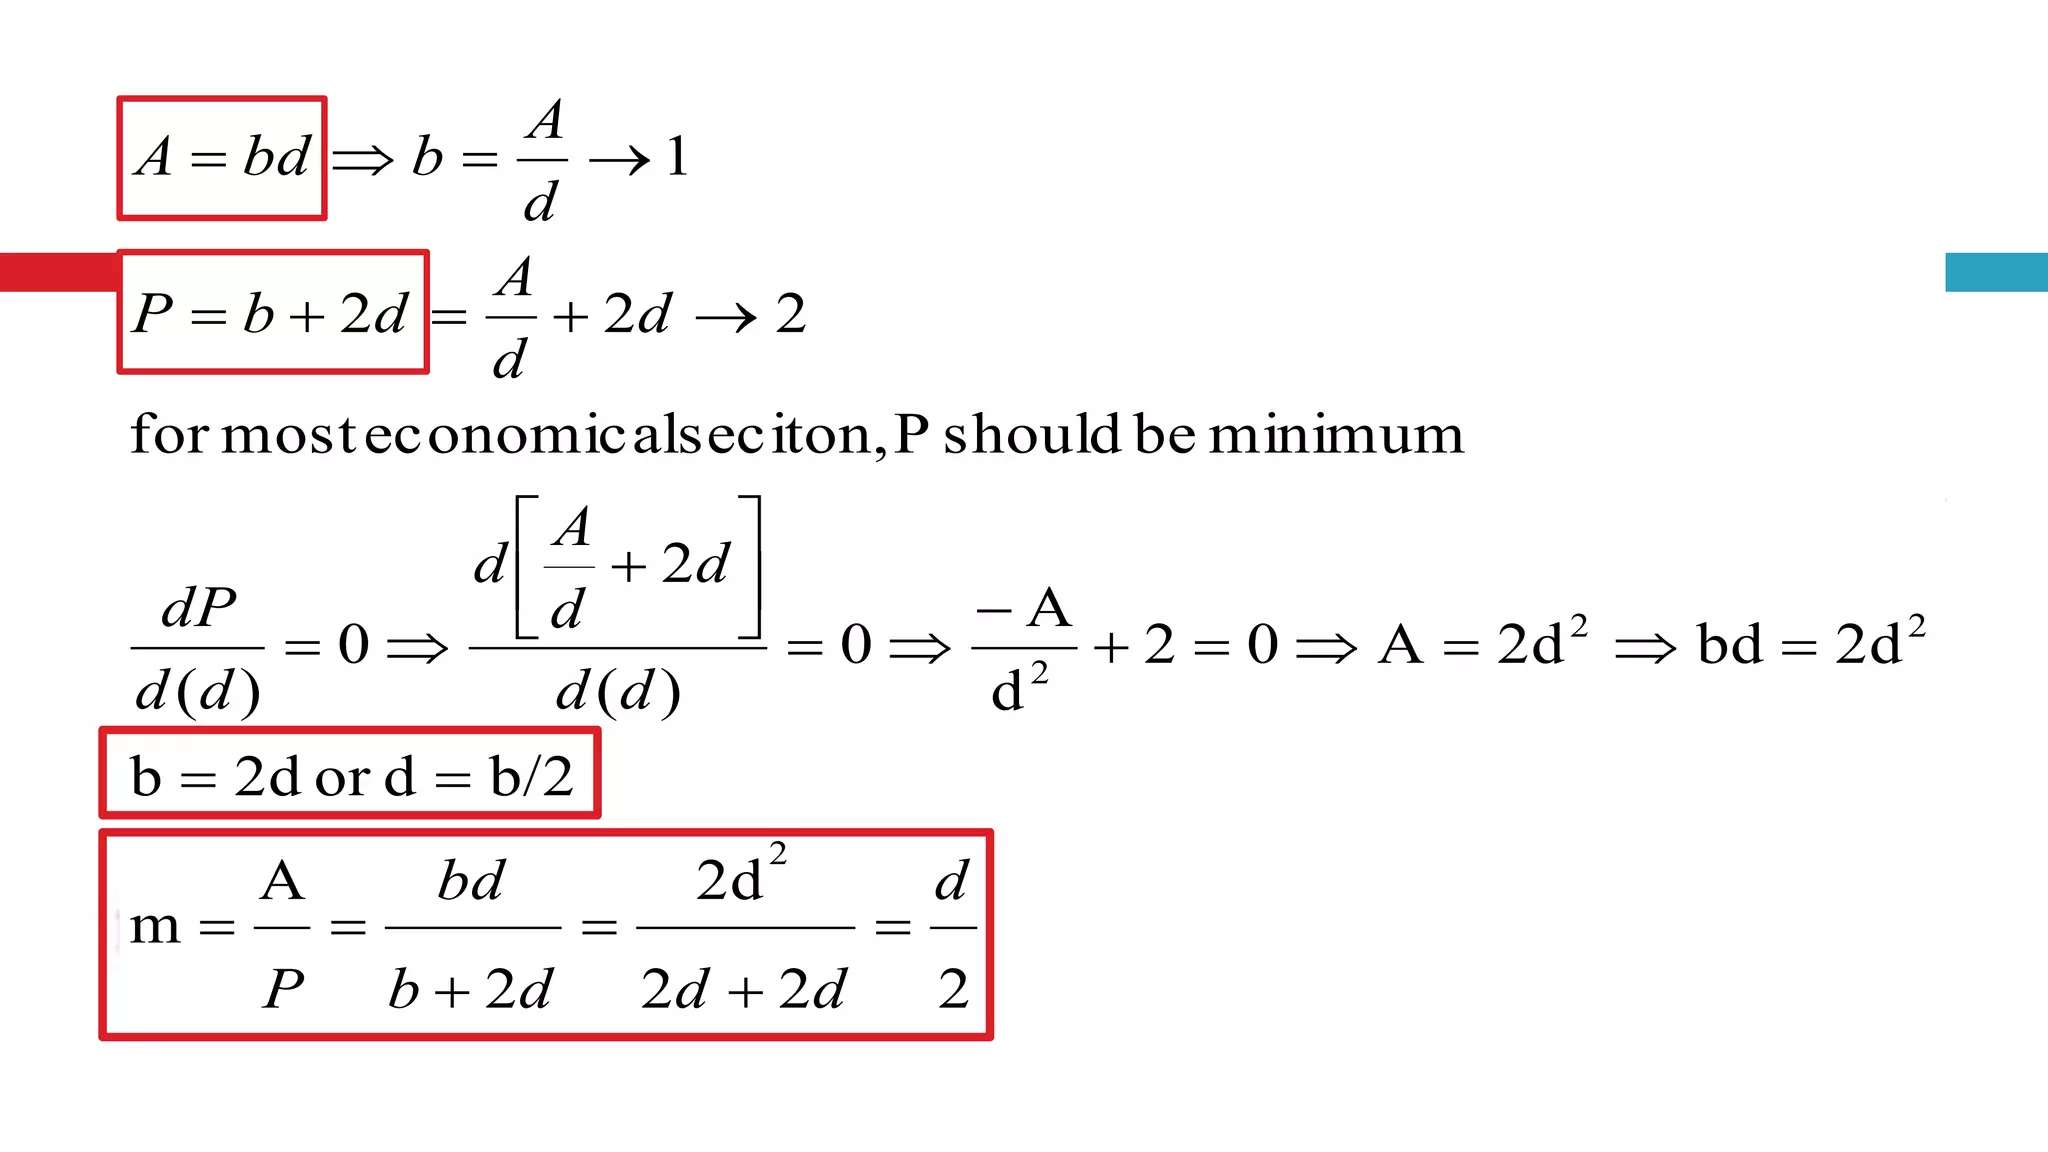 A = bd ⇒ b = A/d → 1
P = b + 2d = A/d + 2d → 2
for most economical seciton, P should be minimum
dP/d(d) = 0 ⇒ d[A/d + 2d]/d(d) = 0 ⇒ −A/d² + 2 = 0 ⇒ A = 2d² ⇒ bd = 2d²
b = 2d or d = b/2
m = A/P = bd/(b + 2d) = 2d²/(2d + 2d) = d/2